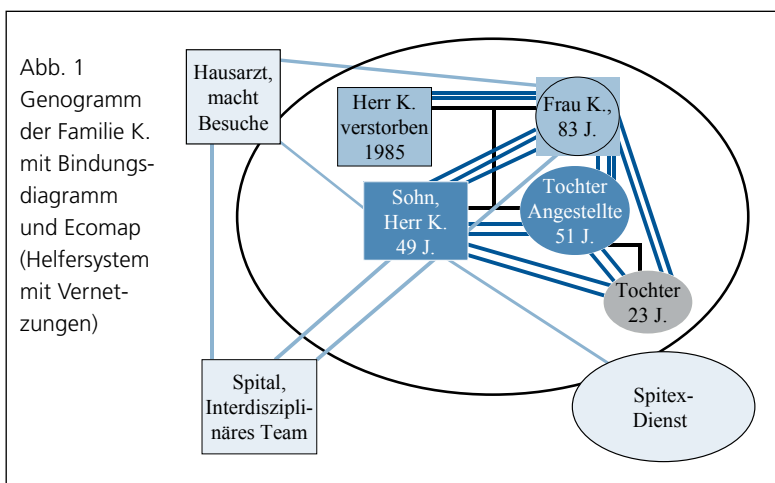 Abb. 1
Genogramm
der Familie K.
mit Bindungs-
diagramm
und Ecomap
(Helfersystem
mit Vernet-
zungen)
Hausarzt,
macht
Besuche
Herr K.
verstorben
1985
Frau K.,
83 J.
Sohn,
Herr K.
49 J.
Tochter
Angestellte
51 J.
Tochter
23 J.
Spital,
Interdiszipli-
näres Team
Spitex-
Dienst